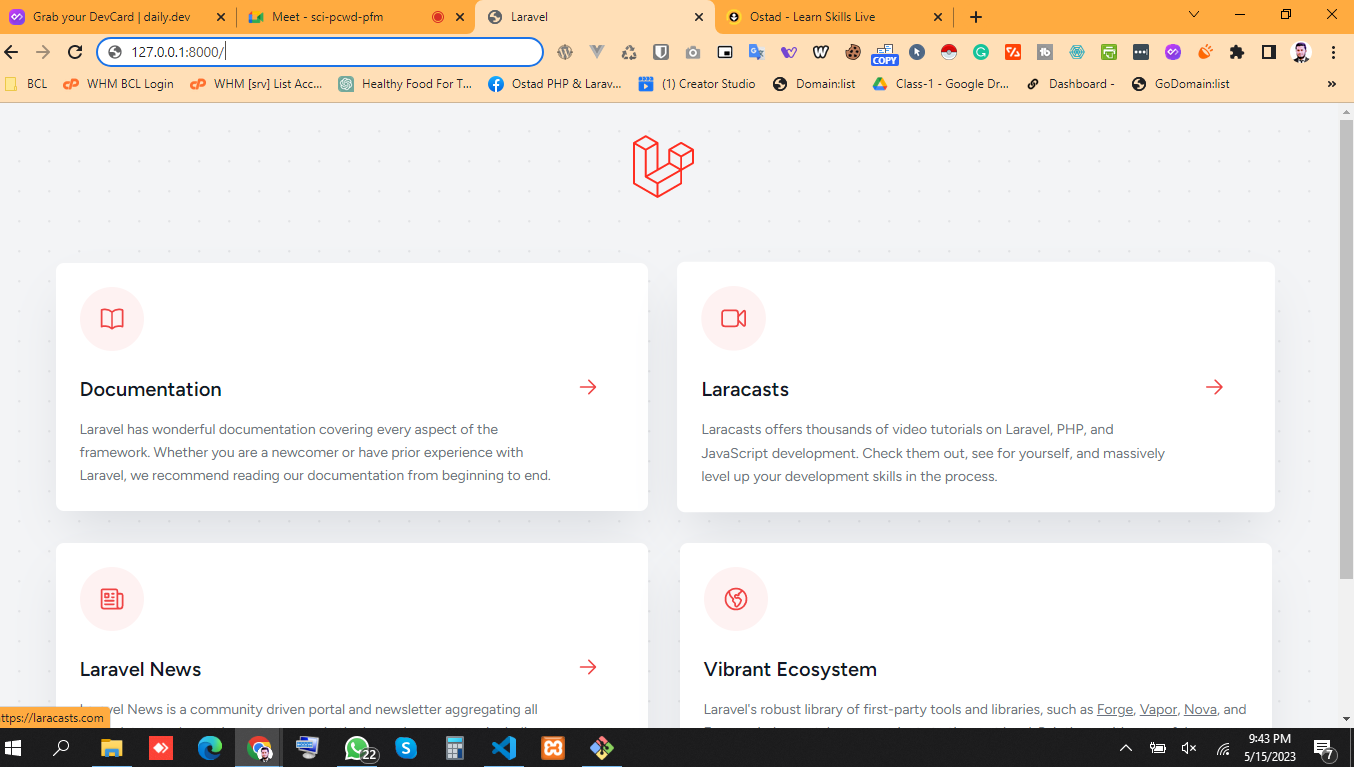 Grab your DevCard | daily.dev
Meet - sci-pcwd-pfm
Laravel
Ostad - Learn Skills Live
127.0.0.1:8000/
COPY
BCL
WHM BCL Login
WHM [srv] List Acc...
Healthy Food For T...
Ostad PHP & Larav...
(1) Creator Studio
Domain:list
Class-1 - Google Dr...
Dashboard -
GoDomain:list
Documentation
Laravel has wonderful documentation covering every aspect of the
framework. Whether you are a newcomer or have prior experience with
Laravel, we recommend reading our documentation from beginning to end.
Laracasts
Laracasts offers thousands of video tutorials on Laravel, PHP, and
JavaScript development. Check them out, see for yourself, and massively
level up your development skills in the process.
Laravel News
Laravel News is a community driven portal and newsletter aggregating all
Vibrant Ecosystem
Laravel's robust library of first-party tools and libraries, such as Forge, Vapor, Nova, and
ttps://laracasts.com
22
9:43 PM
5/15/2023
7